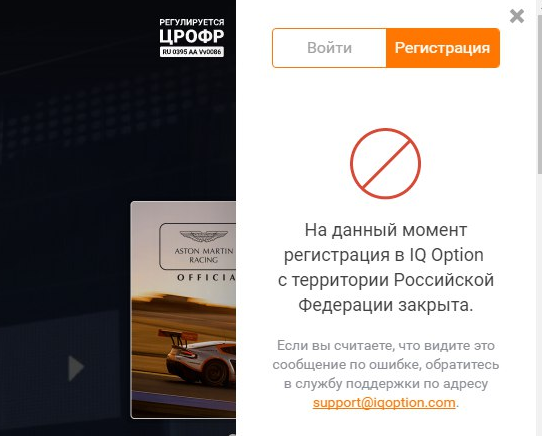 РЕГУЛИРУЕТСЯ
ЦРОФР
RU 0395 AA Vv0086
Войти
Регистрация
На данный момент
регистрация в IQ Option
с территории Российской
Федерации закрыта.
Если вы считаете, что видите это
сообщение по ошибке, обратитесь
в службу поддержки по адресу
support@iqoption.com.
ASTON MARTIN
RACING
OFFICIA